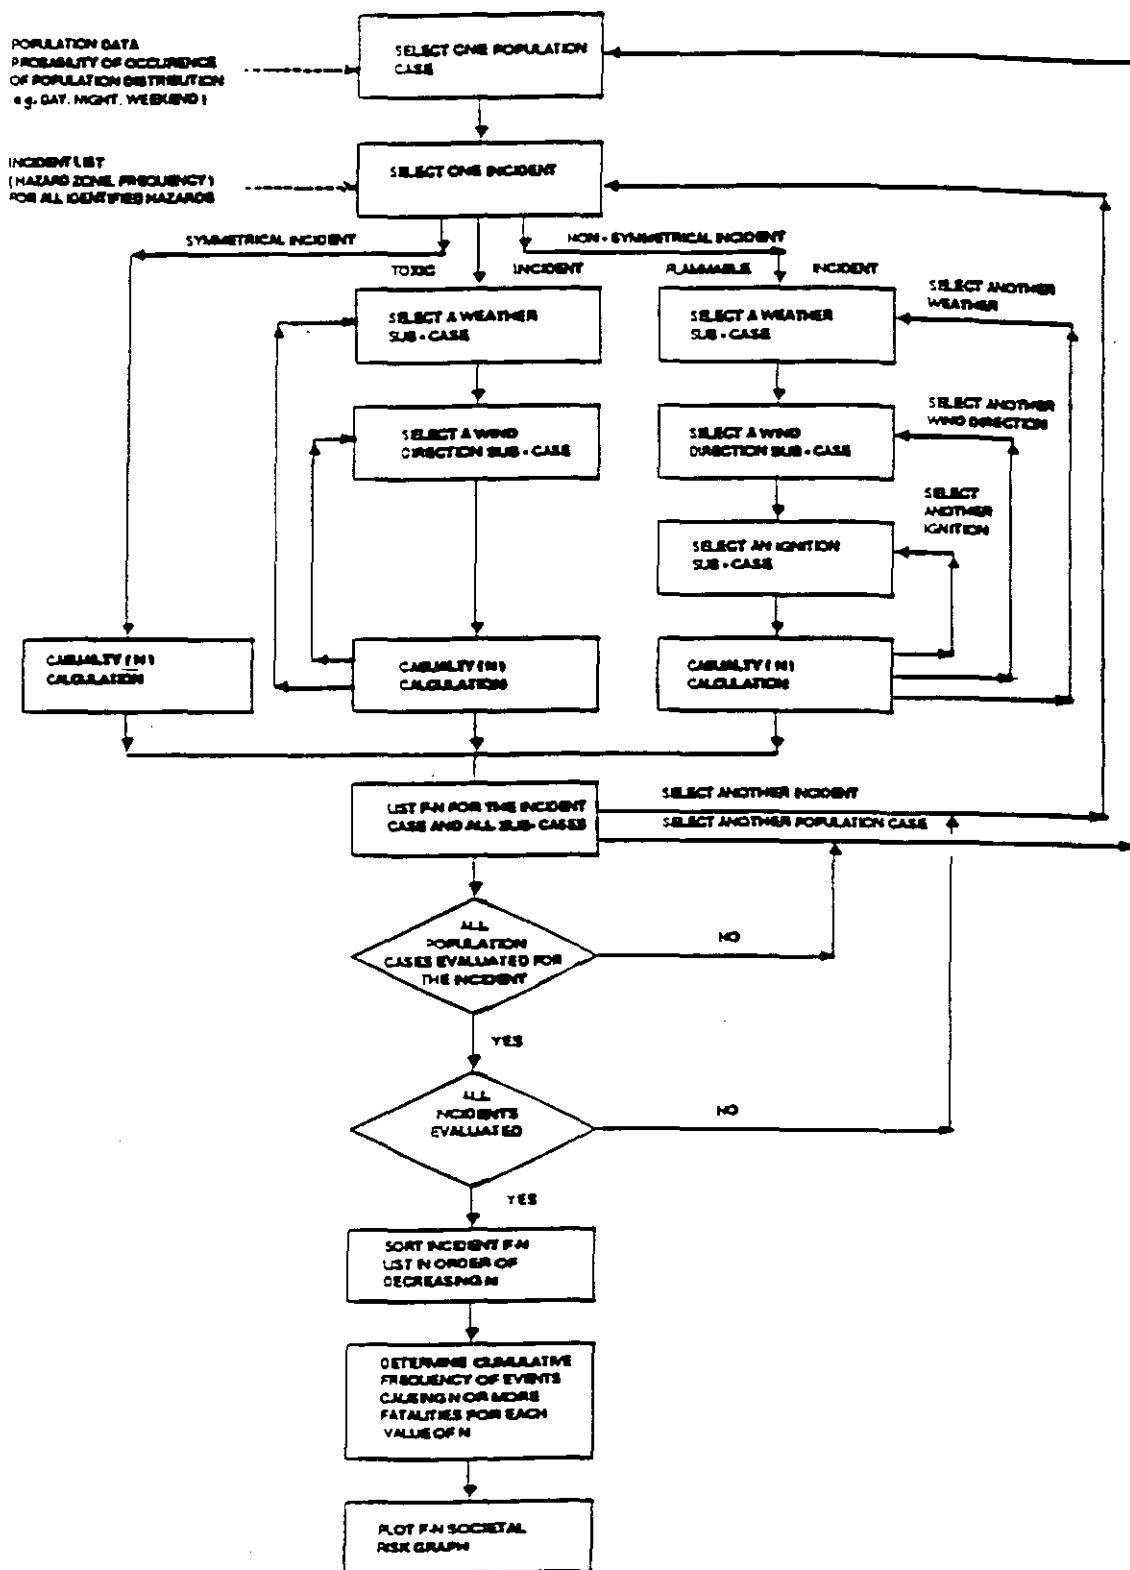 POPULATION DATA
PROBABILITY OF OCCURENCE
OF POPULATION DISTRIBUTION
e.g. DAY, NIGHT, WEEKEND )
SELECT ONE POPULATION
CASE
INCIDENT LIST
( HAZARD ZONE, FREQUENCY )
FOR ALL IDENTIFIED HAZARDS
SELECT ONE INCIDENT
SYMMETRICAL INCIDENT
NON - SYMMETRICAL INCIDENT
TOXIC INCIDENT
FLAMMABLE INCIDENT
SELECT ANOTHER
WEATHER
SELECT A WEATHER
SUB - CASE
SELECT A WEATHER
SUB - CASE
SELECT ANOTHER
WIND DIRECTION
SELECT A WIND
DIRECTION SUB - CASE
SELECT A WIND
DIRECTION SUB - CASE
SELECT
ANOTHER
IGNITION
SELECT AN IGNITION
SUB - CASE
CASUALTY ( N )
CALCULATION
CASUALTY ( N )
CALCULATION
CASUALTY ( N )
CALCULATION
LIST F-N FOR THE INCIDENT
CASE AND ALL SUB- CASES
SELECT ANOTHER INCIDENT
SELECT ANOTHER POPULATION CASE
ALL
POPULATION
CASES EVALUATED FOR
THE INCIDENT
NO
YES
ALL
INCIDENTS
EVALUATED
NO
YES
SORT INCIDENT F-N
LIST IN ORDER OF
DECREASING N
DETERMINE CUMULATIVE
FREQUENCY OF EVENTS
CAUSING N OR MORE
FATALITIES FOR EACH
VALUE OF N
PLOT F-N SOCIETAL
RISK GRAPH